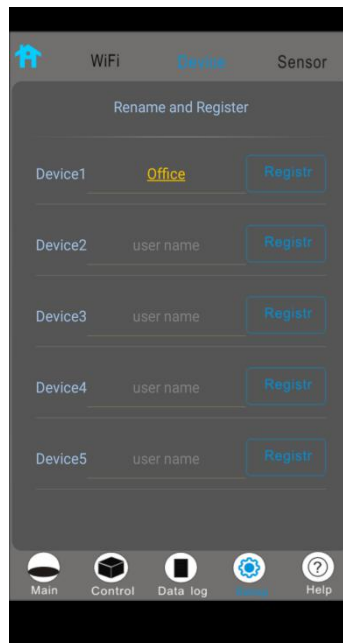 WiFi Device Sensor
Rename and Register
Device1 Office Registr
Device2 user name Registr
Device3 user name Registr
Device4 user name Registr
Device5 user name Registr
Main Control Data log Setup Help